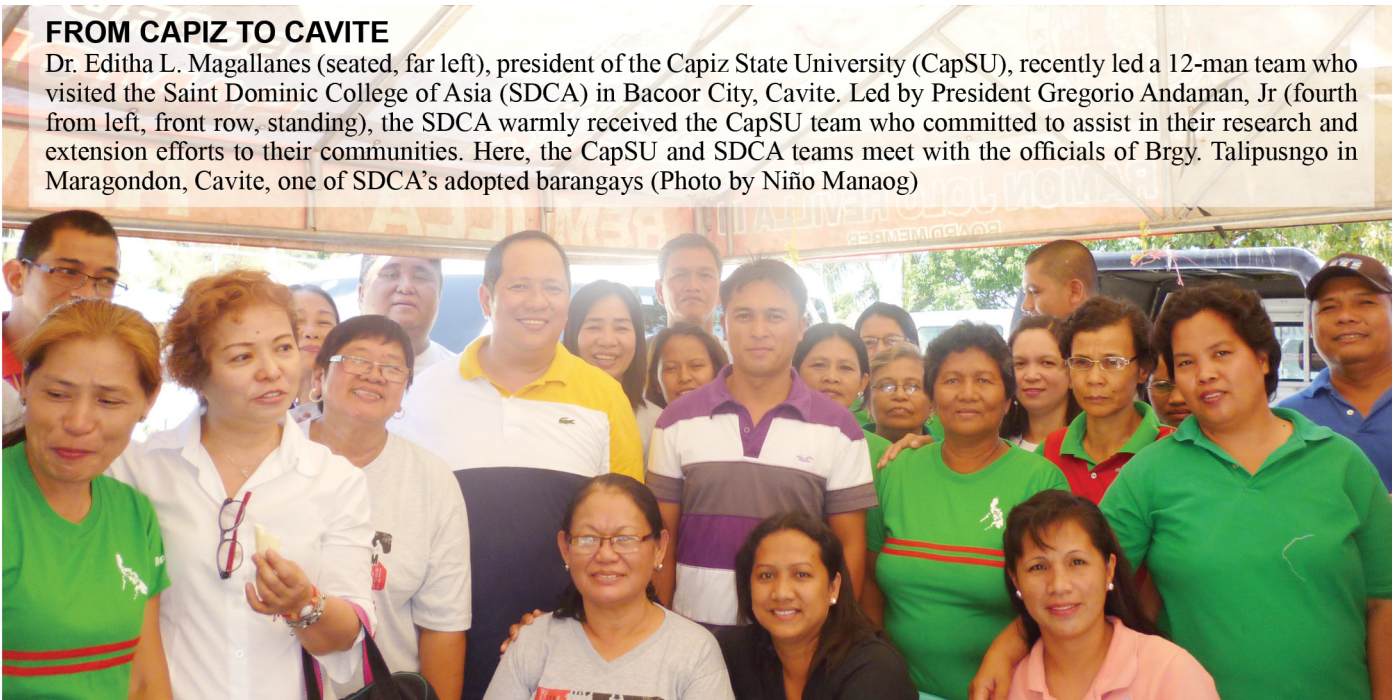 FROM CAPIZ TO CAVITE
Dr. Editha L. Magallanes (seated, far left), president of the Capiz State University (CapSU), recently led a 12-man team who
visited the Saint Dominic College of Asia (SDCA) in Bacoor City, Cavite. Led by President Gregorio Andaman, Jr (fourth
from left, front row, standing), the SDCA warmly received the CapSU team who committed to assist in their research and
extension efforts to their communities. Here, the CapSU and SDCA teams meet with the officials of Brgy. Talipusngo in
Maragondon, Cavite, one of SDCA's adopted barangays (Photo by Niño Manaog)
RAMON JOLO REVILLA III
BOARD MEMBER